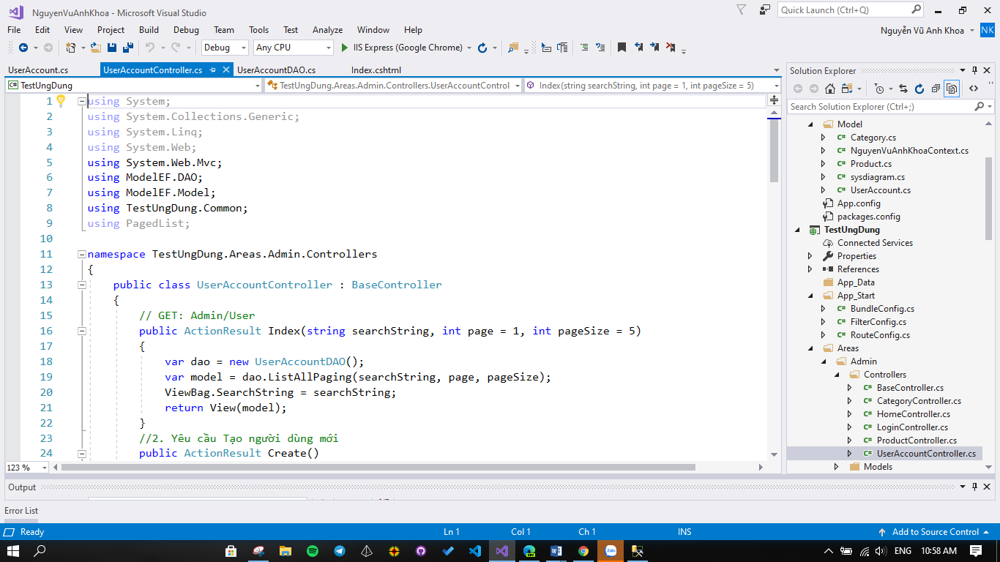 NguyenVuAnhKhoa - Microsoft Visual Studio
Quick Launch (Ctrl+Q)
File Edit View Project Build Debug Team Tools Test Analyze Window Help
Nguyễn Vũ Anh Khoa NK
Debug Any CPU IIS Express (Google Chrome)
UserAccount.cs UserAccountController.cs UserAccountDAO.cs Index.cshtml
TestUngDung TestUngDung.Areas.Admin.Controllers.UserAccountControl Index(string searchString, int page = 1, int pageSize = 5)
1 using System;
2 using System.Collections.Generic;
3 using System.Linq;
4 using System.Web;
5 using System.Web.Mvc;
6 using ModelEF.DAO;
7 using ModelEF.Model;
8 using TestUngDung.Common;
9 using PagedList;
10
11 namespace TestUngDung.Areas.Admin.Controllers
12 {
13 public class UserAccountController : BaseController
14 {
15 // GET: Admin/User
16 public ActionResult Index(string searchString, int page = 1, int pageSize = 5)
17 {
18 var dao = new UserAccountDAO();
19 var model = dao.ListAllPaging(searchString, page, pageSize);
20 ViewBag.SearchString = searchString;
21 return View(model);
22 }
23 //2. Yêu cầu Tạo người dùng mới
24 public ActionResult Create()
123 %
Solution Explorer
Search Solution Explorer (Ctrl+;)
Model
C# Category.cs
C# NguyenVuAnhKhoaContext.cs
C# Product.cs
C# sysdiagram.cs
C# UserAccount.cs
App.config
packages.config
TestUngDung
Connected Services
Properties
References
App_Data
App_Start
C# BundleConfig.cs
C# FilterConfig.cs
C# RouteConfig.cs
Areas
Admin
Controllers
C# BaseController.cs
C# CategoryController.cs
C# HomeController.cs
C# LoginController.cs
C# ProductController.cs
C# UserAccountController.cs
Models
Output
Error List
Ready Ln 1 Col 1 Ch 1 INS Add to Source Control
ENG 10:58 AM